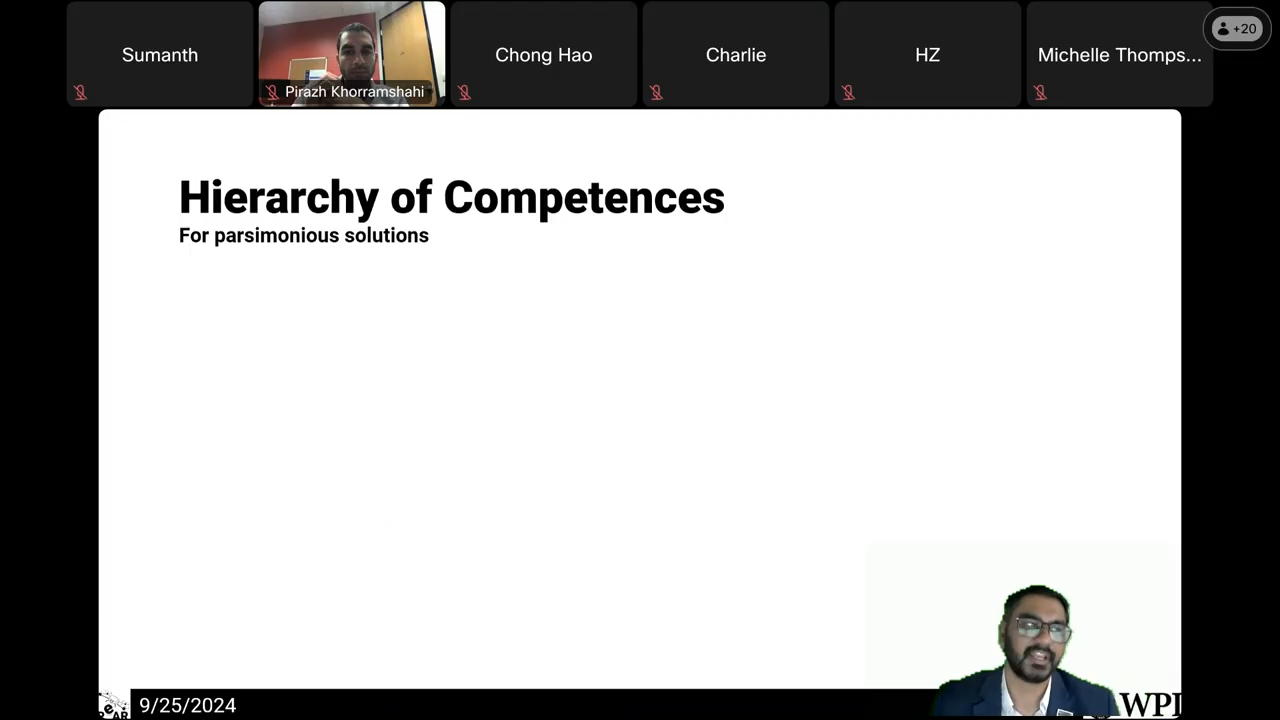 Sumanth
Pirazh Khorramshahi
Chong Hao
Charlie
HZ
Michelle Thomps...
+20
Hierarchy of Competences
For parsimonious solutions
9/25/2024
WPI